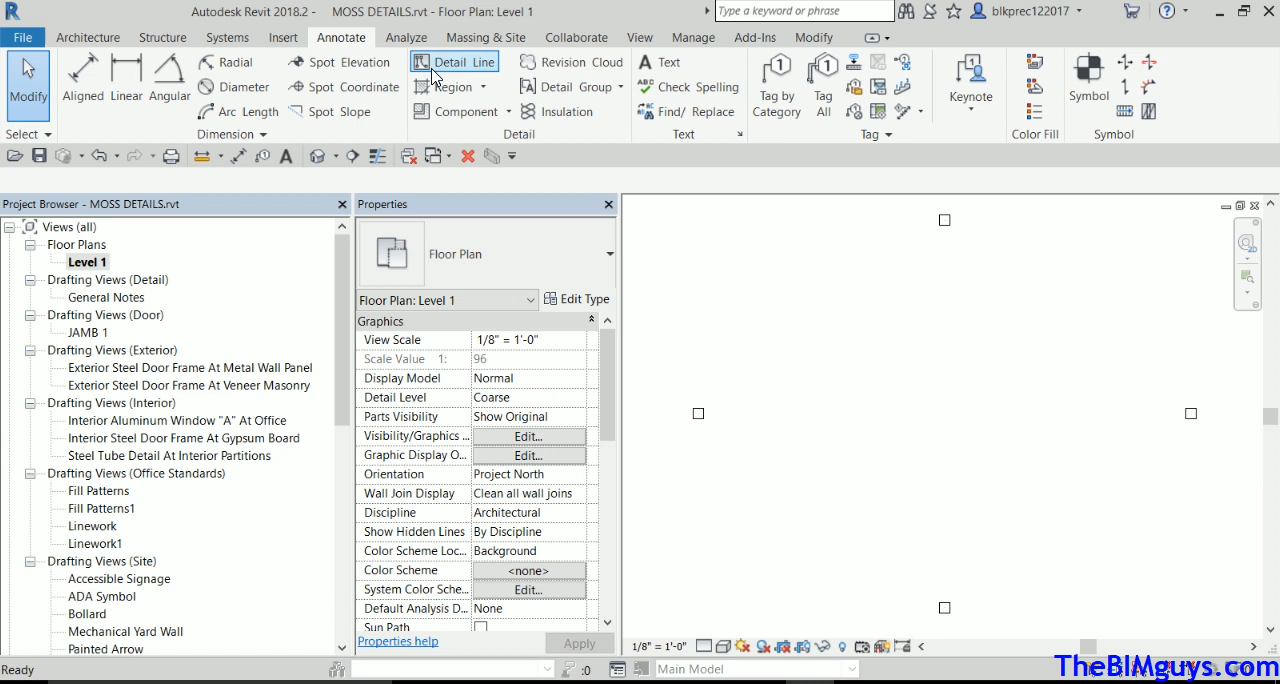 Autodesk Revit 2018.2 - MOSS DETAILS.rvt - Floor Plan: Level 1
Type a keyword or phrase
blkprec122017
File Architecture Structure Systems Insert Annotate Analyze Massing & Site Collaborate View Manage Add-Ins Modify
Radial Spot Elevation Detail Line Revision Cloud A Text
Modify Aligned Linear Angular Diameter Spot Coordinate Region Detail Group ABC Check Spelling Tag by Category Tag All Keynote Symbol
Arc Length Spot Slope Component Insulation Find/ Replace
Select Dimension Detail Text Tag Color Fill Symbol
Project Browser - MOSS DETAILS.rvt
Views (all)
Floor Plans
Level 1
Drafting Views (Detail)
General Notes
Drafting Views (Door)
JAMB 1
Drafting Views (Exterior)
Exterior Steel Door Frame At Metal Wall Panel
Exterior Steel Door Frame At Veneer Masonry
Drafting Views (Interior)
Interior Aluminum Window "A" At Office
Interior Steel Door Frame At Gypsum Board
Steel Tube Detail At Interior Partitions
Drafting Views (Office Standards)
Fill Patterns
Fill Patterns1
Linework
Linework1
Drafting Views (Site)
Accessible Signage
ADA Symbol
Bollard
Mechanical Yard Wall
Painted Arrow
Properties
Floor Plan
Floor Plan: Level 1 Edit Type
Graphics
View Scale 1/8" = 1'-0"
Scale Value 1: 96
Display Model Normal
Detail Level Coarse
Parts Visibility Show Original
Visibility/Graphics ... Edit...
Graphic Display O... Edit...
Orientation Project North
Wall Join Display Clean all wall joins
Discipline Architectural
Show Hidden Lines By Discipline
Color Scheme Loc... Background
Color Scheme <none>
System Color Sche... Edit...
Default Analysis D... None
Sun Path
Properties help Apply
1/8" = 1'-0"
Ready :0 Main Model
TheBIMguys.com